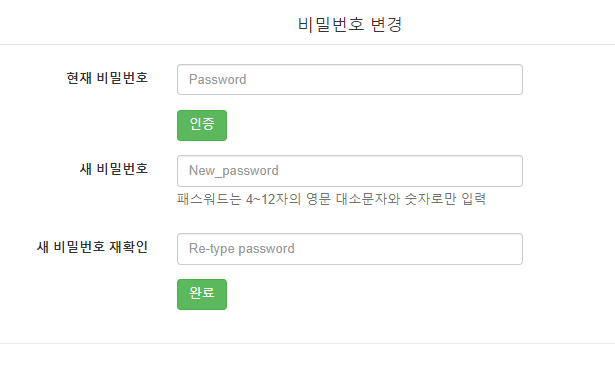 비밀번호 변경
현재 비밀번호
Password
인증
새 비밀번호
New_password
패스워드는 4~12자의 영문 대소문자와 숫자로만 입력
새 비밀번호 재확인
Re-type password
완료